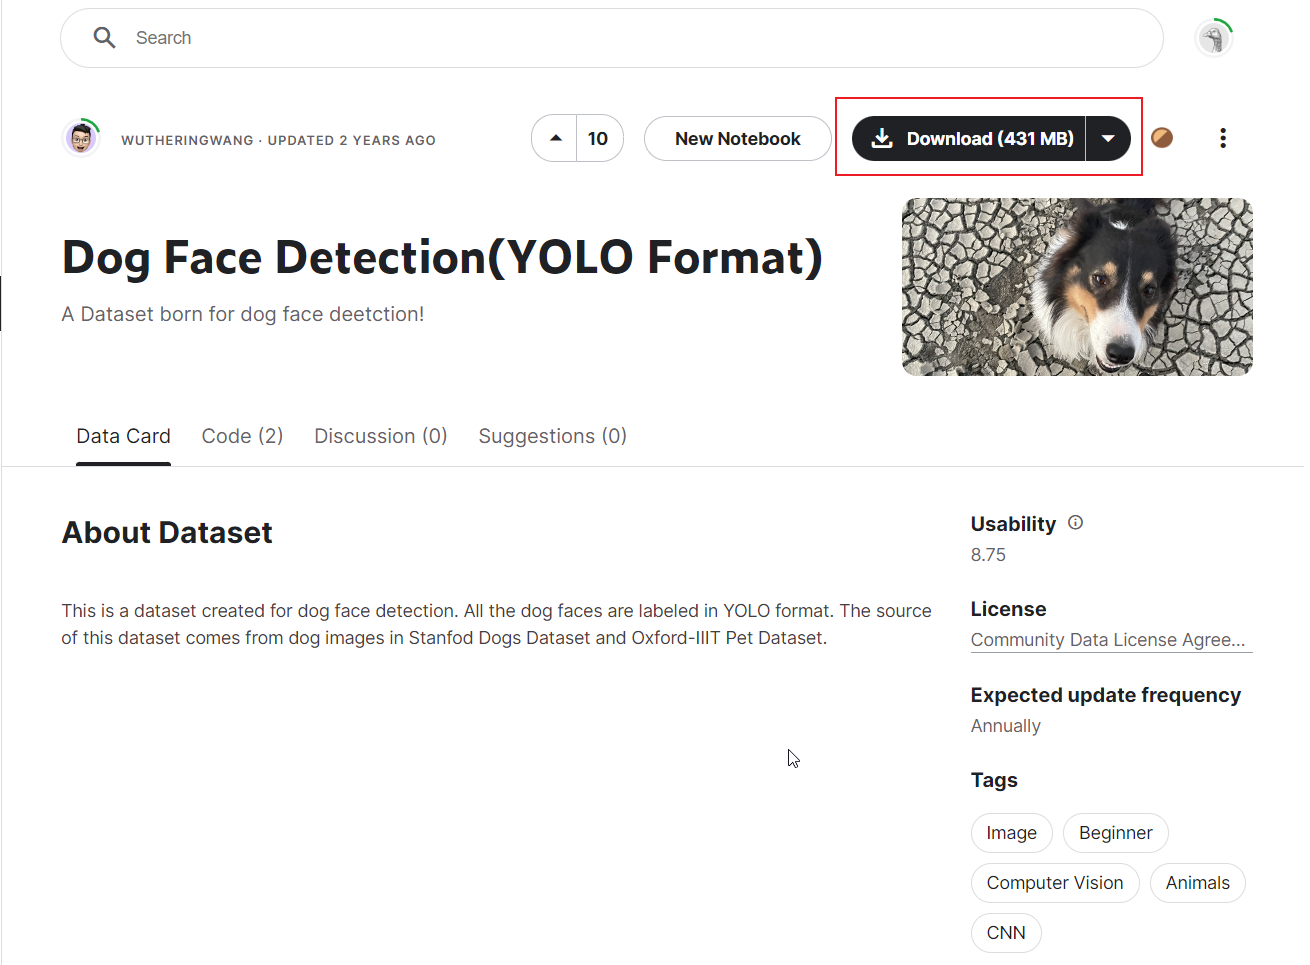 Search
WUTHERINGWANG · UPDATED 2 YEARS AGO
10
New Notebook
Download (431 MB)
Dog Face Detection(YOLO Format)
A Dataset born for dog face deetction!
Data Card
Code (2)
Discussion (0)
Suggestions (0)
About Dataset
This is a dataset created for dog face detection. All the dog faces are labeled in YOLO format. The source
of this dataset comes from dog images in Stanfod Dogs Dataset and Oxford-IIIT Pet Dataset.
Usability
8.75
License
Community Data License Agree...
Expected update frequency
Annually
Tags
Image
Beginner
Computer Vision
Animals
CNN